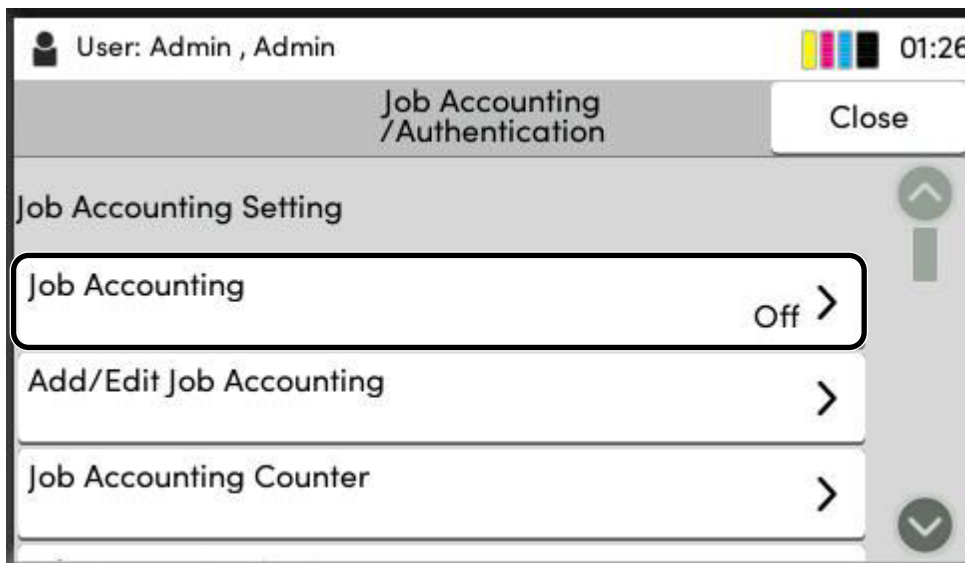 User: Admin , Admin
01:26
Job Accounting
/Authentication
Close
Job Accounting Setting
Job Accounting
Off
Add/Edit Job Accounting
Job Accounting Counter